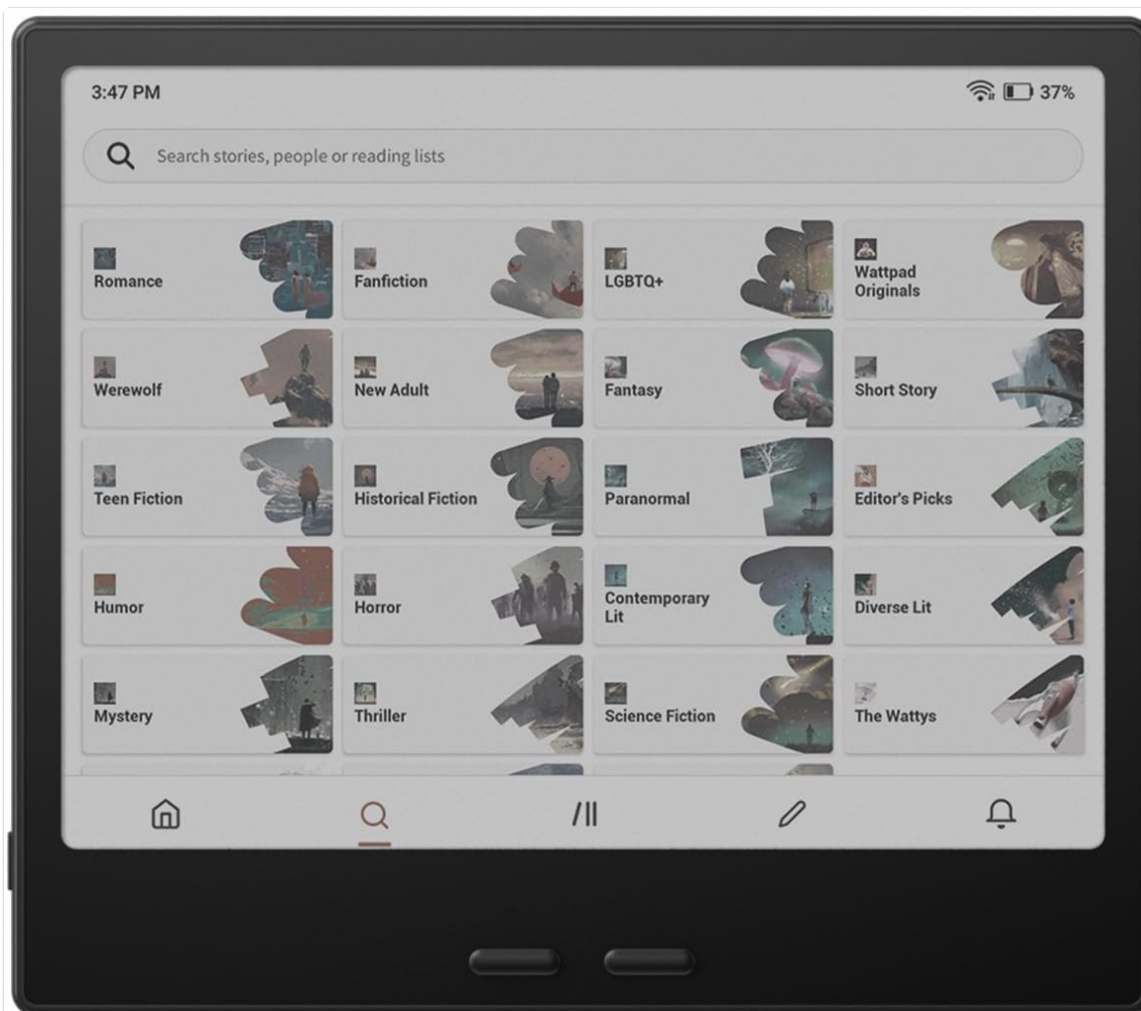 3:47 PM
37%
Search stories, people or reading lists
Romance
Fanfiction
LGBTQ+
Wattpad
Originals
Werewolf
New Adult
Fantasy
Short Story
Teen Fiction
Historical Fiction
Paranormal
Editor's Picks
Humor
Horror
Contemporary
Lit
Diverse Lit
Mystery
Thriller
Science Fiction
The Wattys